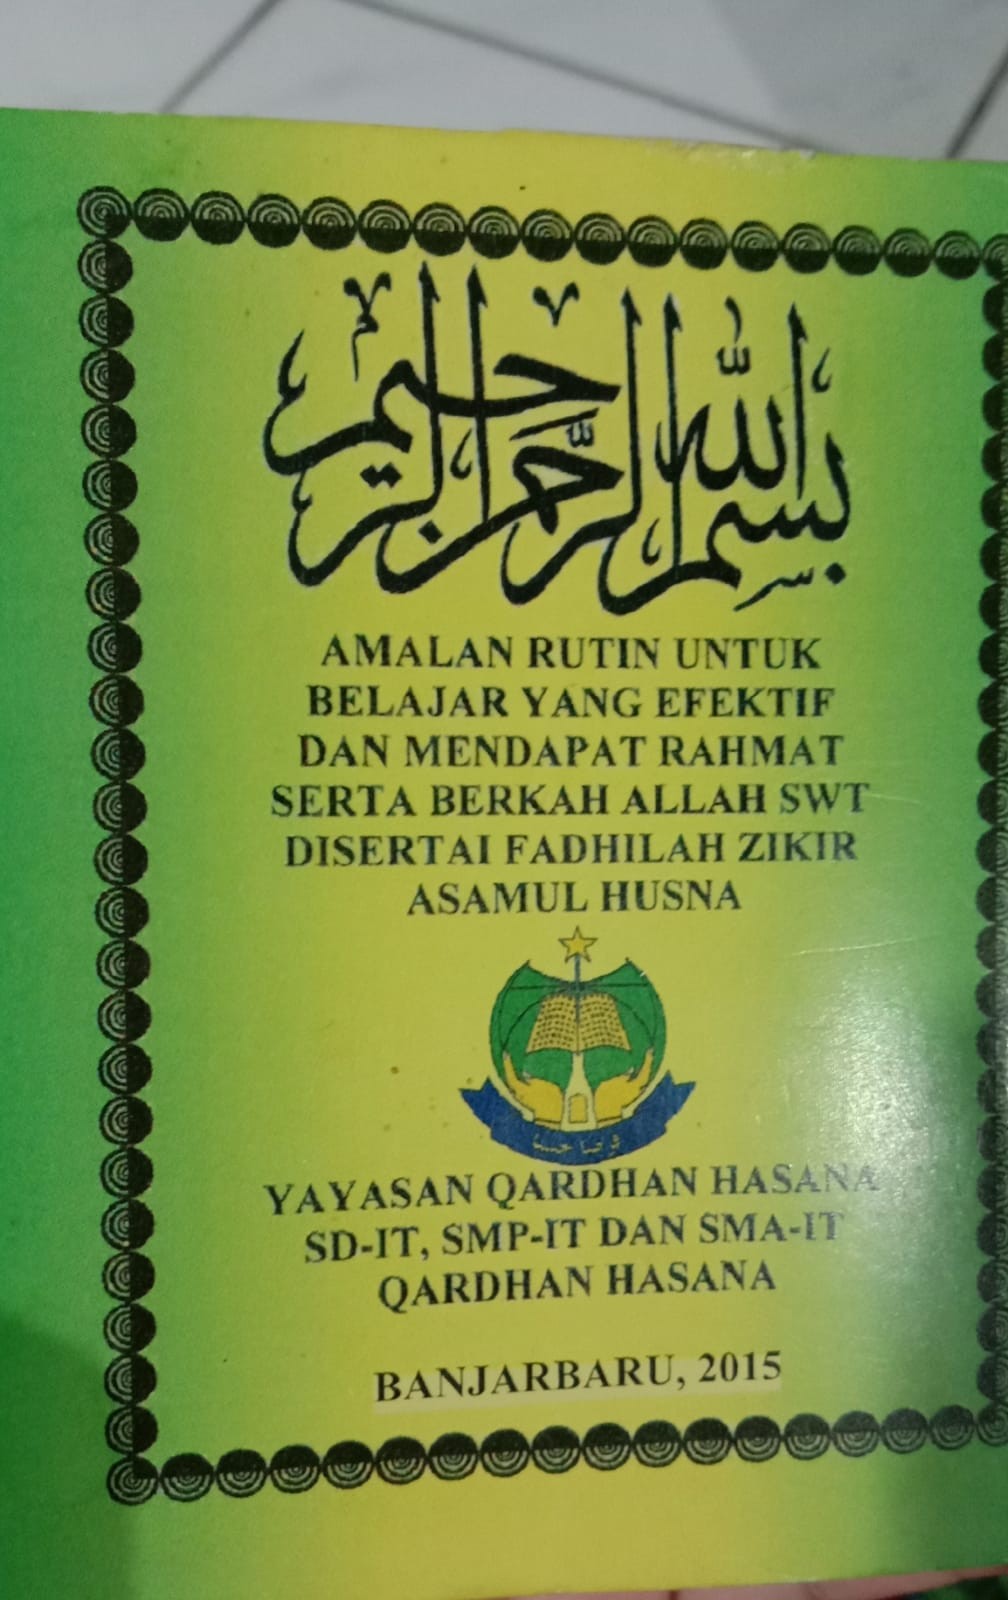 بسم الله الرحمن الرحيم
AMALAN RUTIN UNTUK
BELAJAR YANG EFEKTIF
DAN MENDAPAT RAHMAT
SERTA BERKAH ALLAH SWT
DISERTAI FADHILAH ZIKIR
ASAMUL HUSNA
YAYASAN QARDHAN HASANA
SD-IT, SMP-IT DAN SMA-IT
QARDHAN HASANA
BANJARBARU, 2015